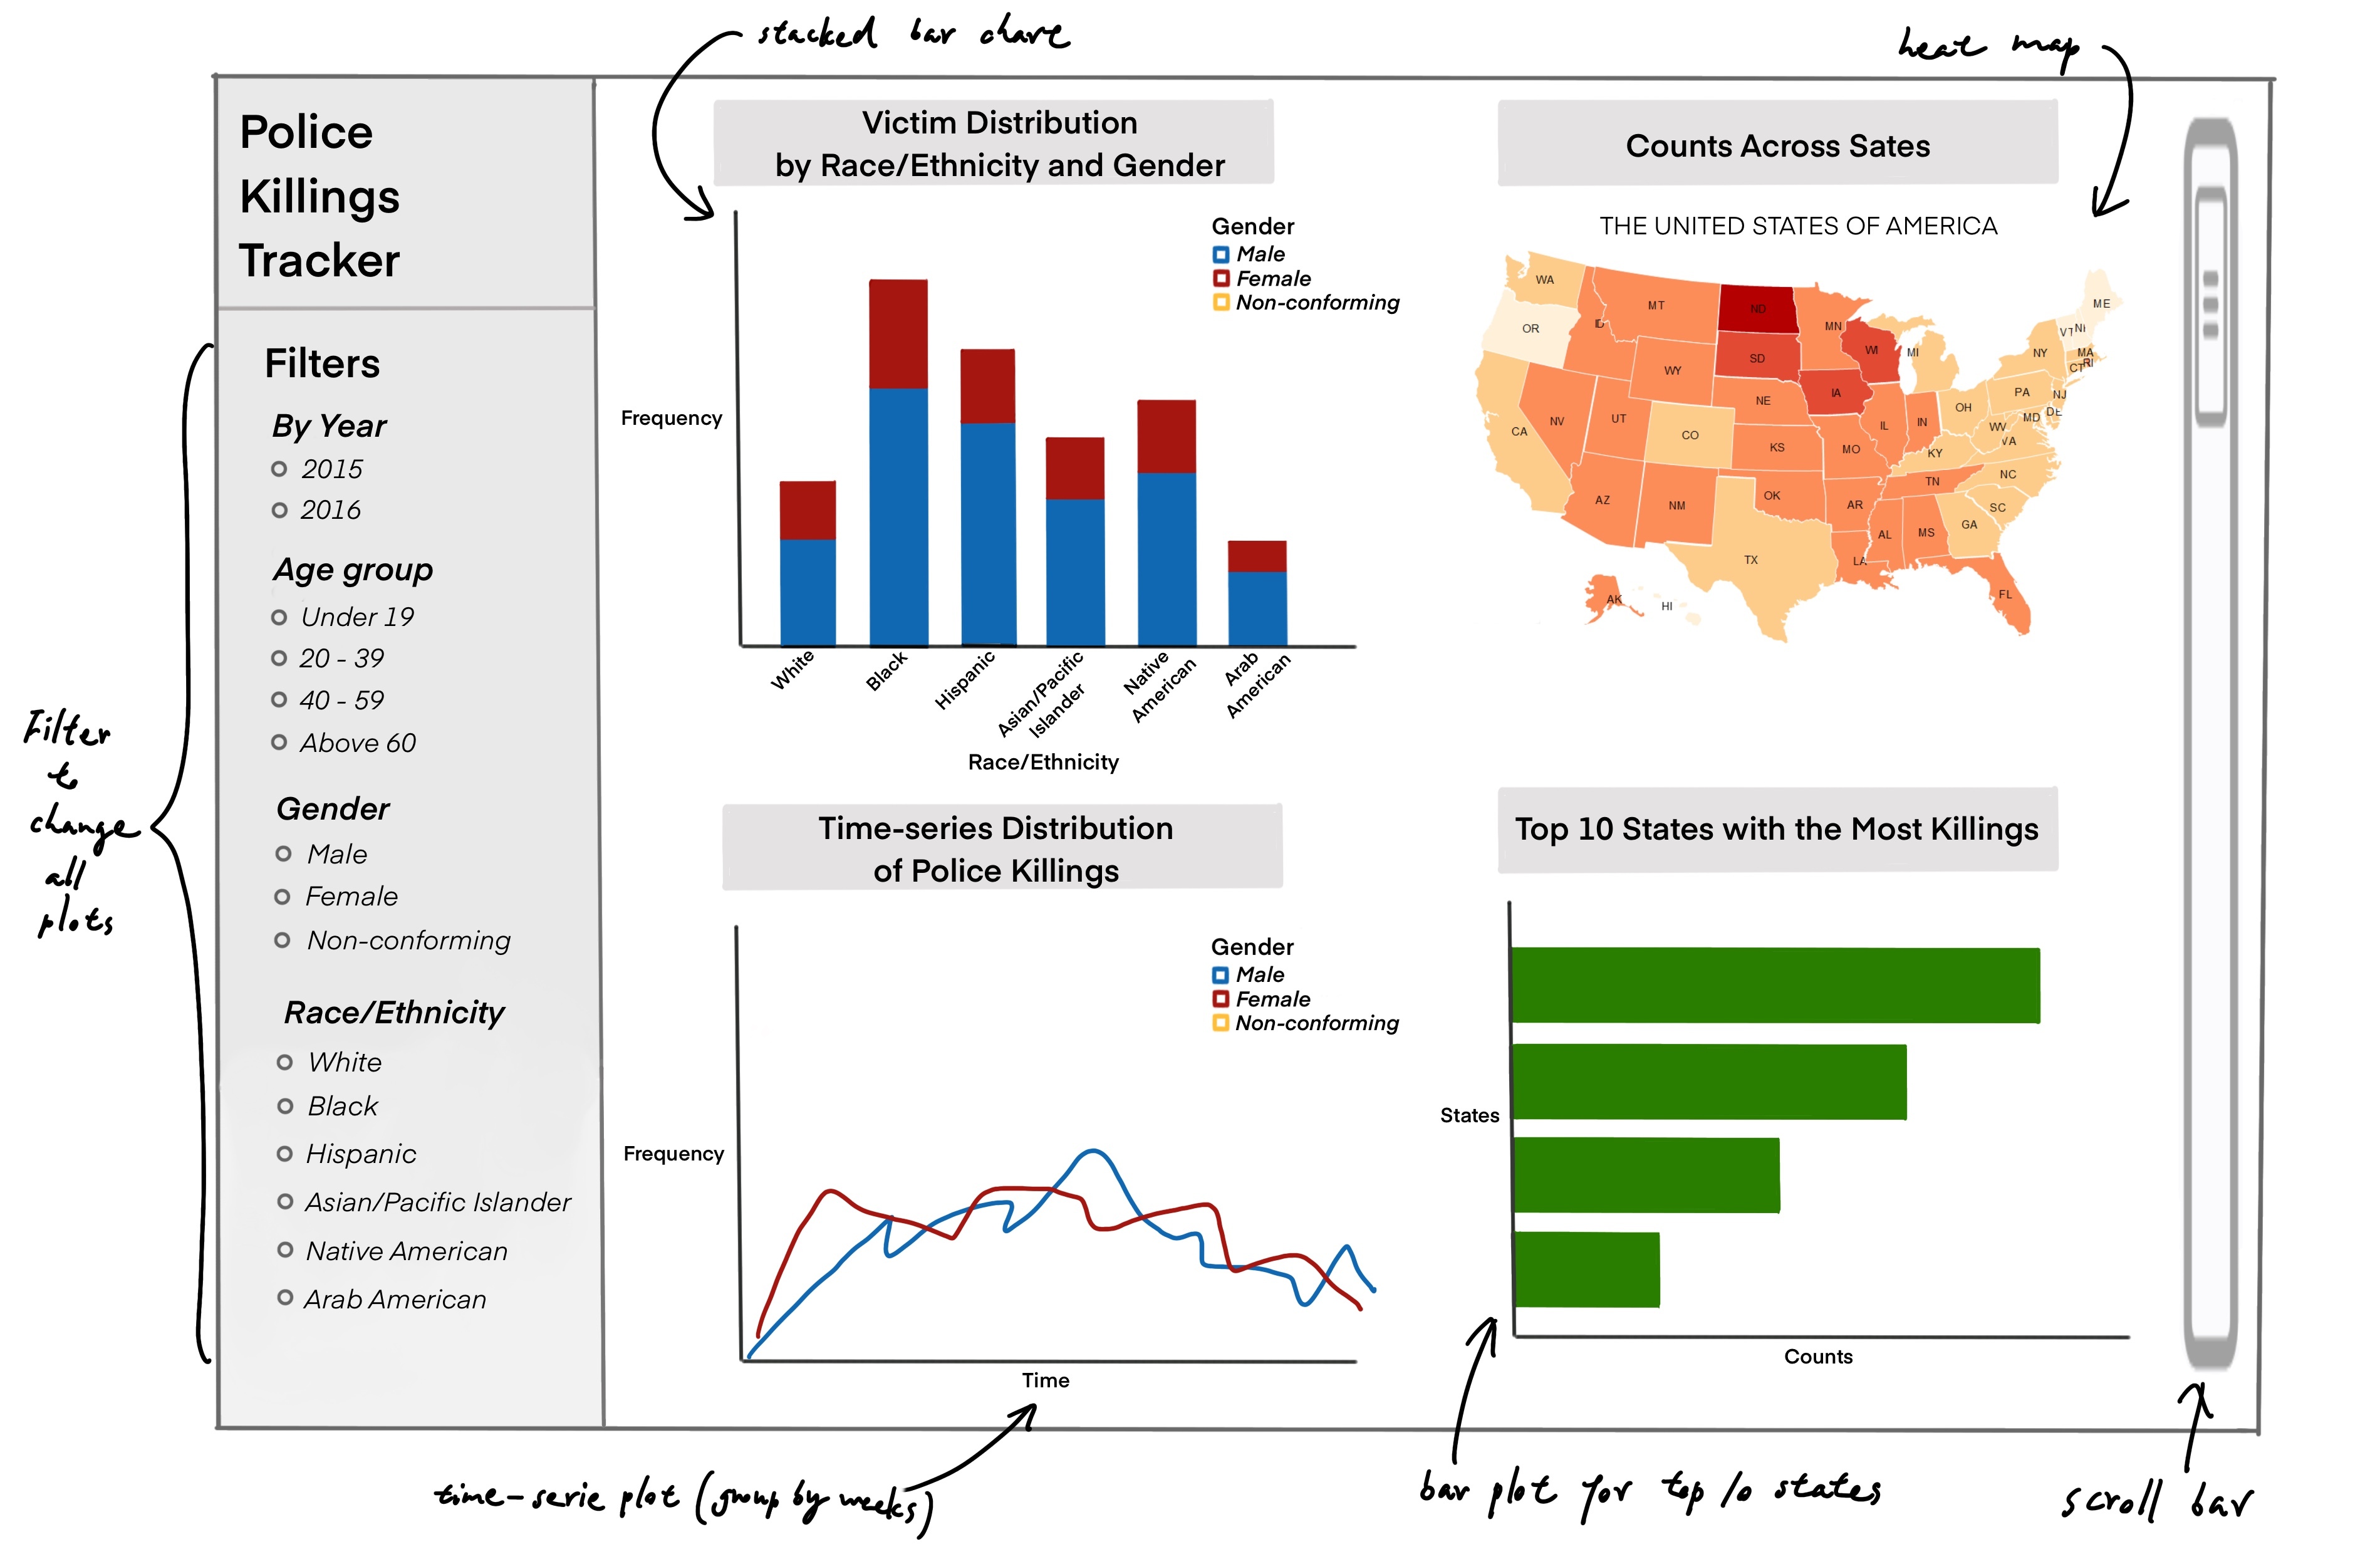 stacked bar chart
heat map
Police
Killings
Tracker
Filters
By Year
2015
2016
Age group
Under 19
20 - 39
40 - 59
Above 60
Gender
Male
Female
Non-conforming
Race/Ethnicity
White
Black
Hispanic
Asian/Pacific Islander
Native American
Arab American
Filter
to
change
all
plots
Victim Distribution
by Race/Ethnicity and Gender
Gender
Male
Female
Non-conforming
Frequency
White
Black
Hispanic
Asian/Pacific
Islander
Native
American
Arab
American
Race/Ethnicity
Counts Across Sates
THE UNITED STATES OF AMERICA
WA
OR
CA
ID
NV
MT
WY
UT
AZ
CO
NM
ND
SD
NE
KS
OK
TX
MN
IA
MO
AR
LA
WI
IL
MI
IN
OH
KY
TN
AL
MS
GA
FL
SC
NC
VA
WV
MD
DE
NJ
PA
NY
CT
RI
MA
VT
ME
AK
HI
Time-series Distribution
of Police Killings
Gender
Male
Female
Non-conforming
Frequency
Time
Top 10 States with the Most Killings
States
Counts
time-serie plot (group by weeks)
bar plot for top 10 states
scroll bar